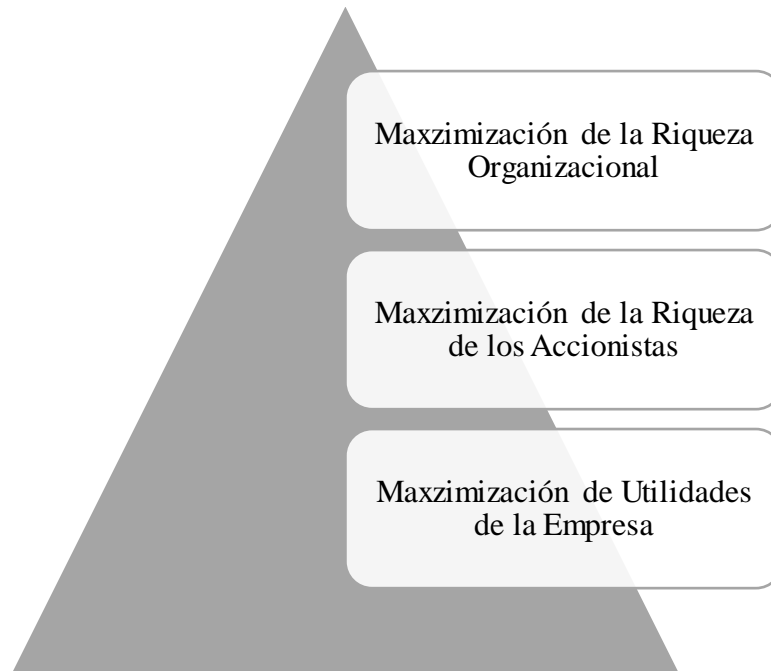 Maxzimización de la Riqueza
Organizacional
Maxzimización de la Riqueza
de los Accionistas
Maxzimización de Utilidades
de la Empresa